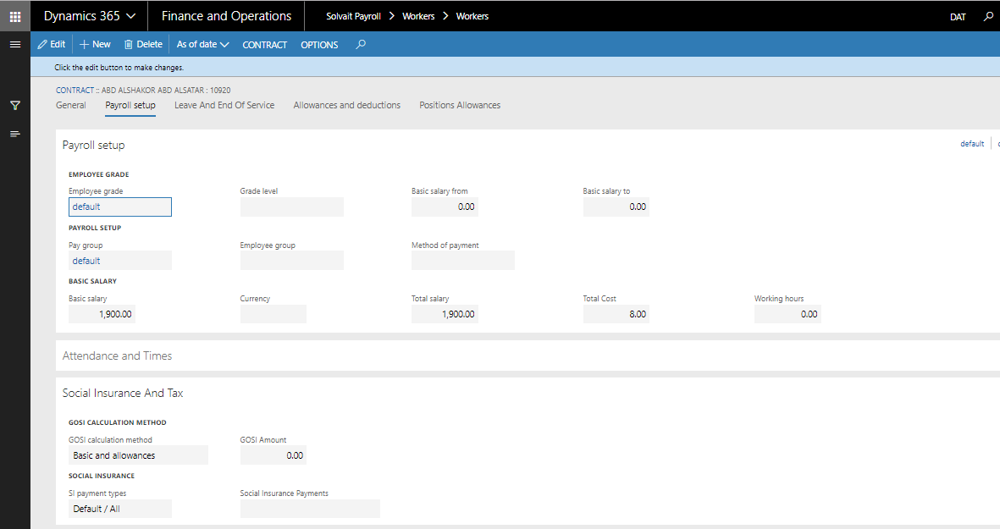 Dynamics 365 Finance and Operations Solvait Payroll > Workers > Workers DAT
Edit + New Delete As of date CONTRACT OPTIONS
Click the edit button to make changes.
CONTRACT :: ABD ALSHAKOR ABD ALSATAR : 10920
General Payroll setup Leave And End Of Service Allowances and deductions Positions Allowances
Payroll setup default
EMPLOYEE GRADE
Employee grade Grade level Basic salary from Basic salary to
default 0.00 0.00
PAYROLL SETUP
Pay group Employee group Method of payment
default
BASIC SALARY
Basic salary Currency Total salary Total Cost Working hours
1,900.00 1,900.00 8.00 0.00
Attendance and Times
Social Insurance And Tax
GOSI CALCULATION METHOD
GOSI calculation method GOSI Amount
Basic and allowances 0.00
SOCIAL INSURANCE
SI payment types Social Insurance Payments
Default / All